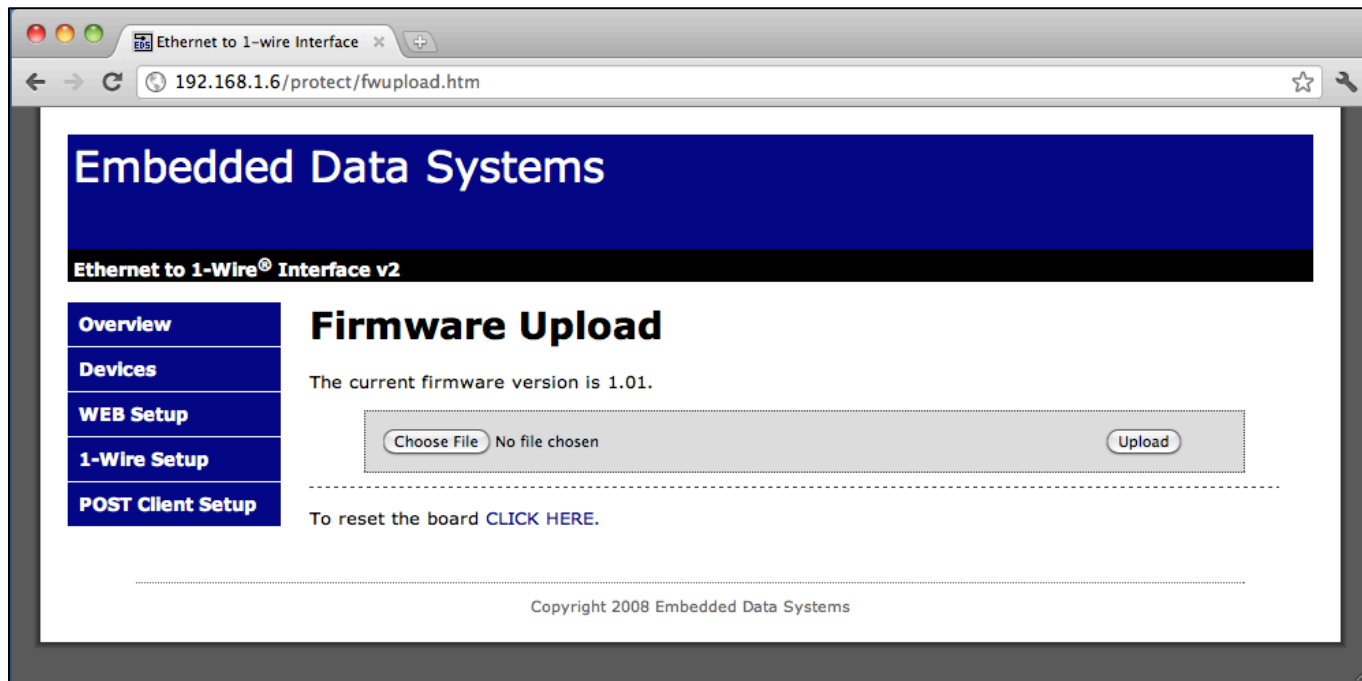 Ethernet to 1-wire Interface
192.168.1.6/protect/fwupload.htm
Embedded Data Systems
Ethernet to 1-Wire® Interface v2
Overview
Devices
WEB Setup
1-Wire Setup
POST Client Setup
Firmware Upload
The current firmware version is 1.01.
Choose File No file chosen Upload
To reset the board CLICK HERE.
Copyright 2008 Embedded Data Systems